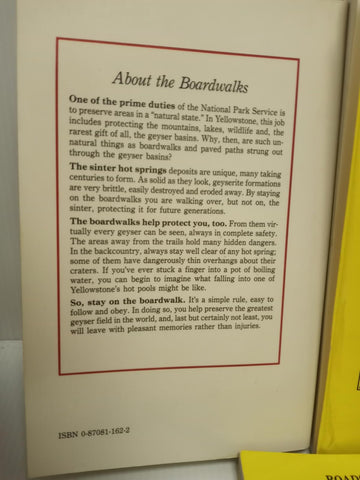 About the Boardwalks
One of the prime duties of the National Park Service is
to preserve areas in a "natural state." In Yellowstone, this job
includes protecting the mountains, lakes, wildlife and, the
rarest gift of all, the geyser basins. Why, then, are such un-
natural things as boardwalks and paved paths strung out
through the geyser basins?
The sinter hot springs deposits are unique, many taking
centuries to form. As solid as they look, geyserite formations
are very brittle, easily destroyed and eroded away. By staying
on the boardwalks you are walking over, but not on, the
sinter, protecting it for future generations.
The boardwalks help protect you, too. From them vir-
tually every geyser can be seen, always in complete safety.
The areas away from the trails hold many hidden dangers.
In the backcountry, always stay well clear of any hot spring;
some of them have dangerously thin overhangs about their
craters. If you've ever stuck a finger into a pot of boiling
water, you can begin to imagine what falling into one of
Yellowstone's hot pools might be like.
So, stay on the boardwalk. It's a simple rule, easy to
follow and obey. In doing so, you help preserve the greatest
geyser field in the world, and, last but certainly not least, you
will leave with pleasant memories rather than injuries.
ISBN 0-87081-162-2